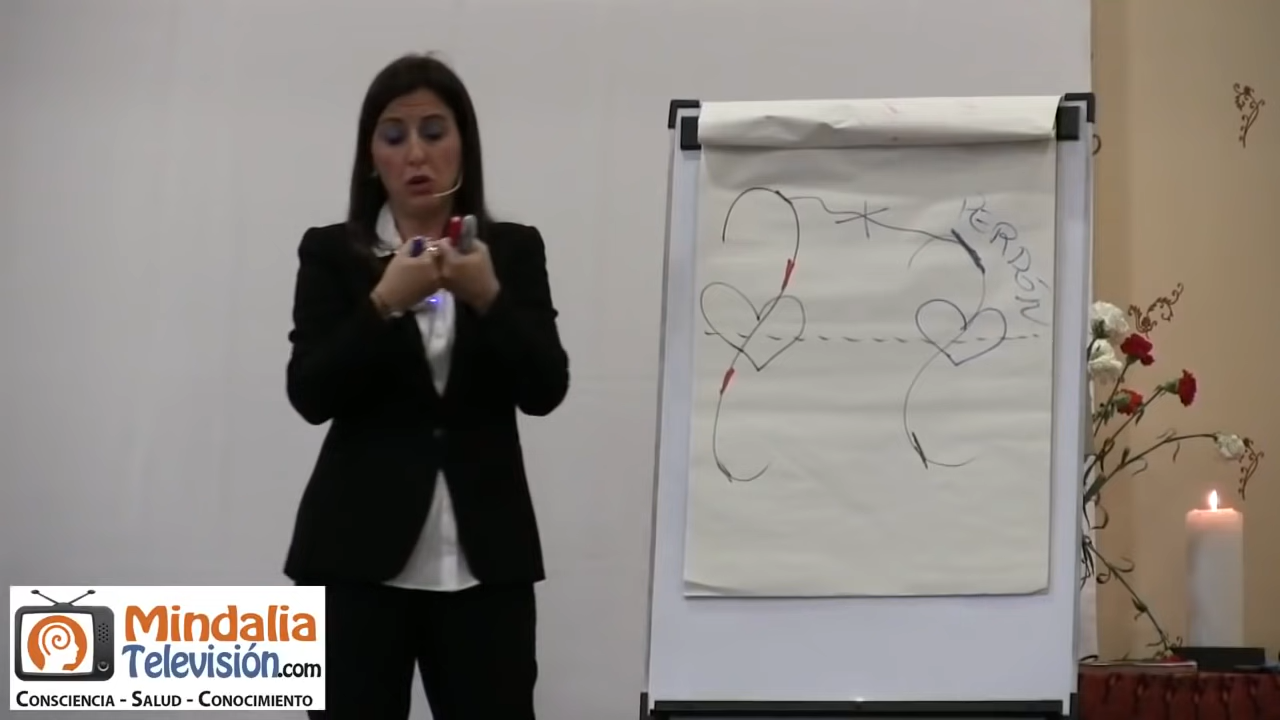 PERDÓN
Mindalia
Televisión.com
CONSCIENCIA - SALUD - CONOCIMIENTO